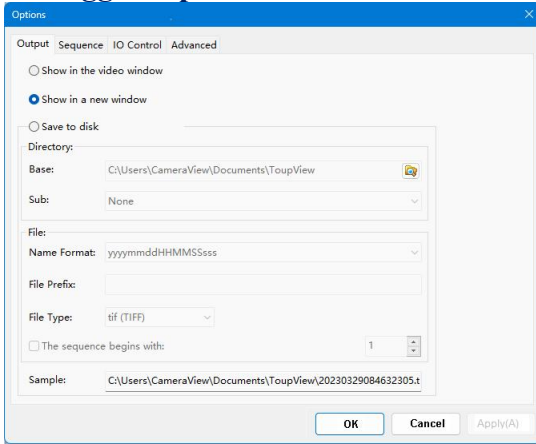 Options
Output Sequence IO Control Advanced
Show in the video window
Show in a new window
Save to disk
Directory:
Base: C:\Users\CameraView\Documents\ToupView
Sub: None
File:
Name Format: yyyymmddHHMMSSsss
File Prefix:
File Type: tif (TIFF)
The sequence begins with: 1
Sample: C:\Users\CameraView\Documents\ToupView\20230329084632305.t
OK Cancel Apply(A)